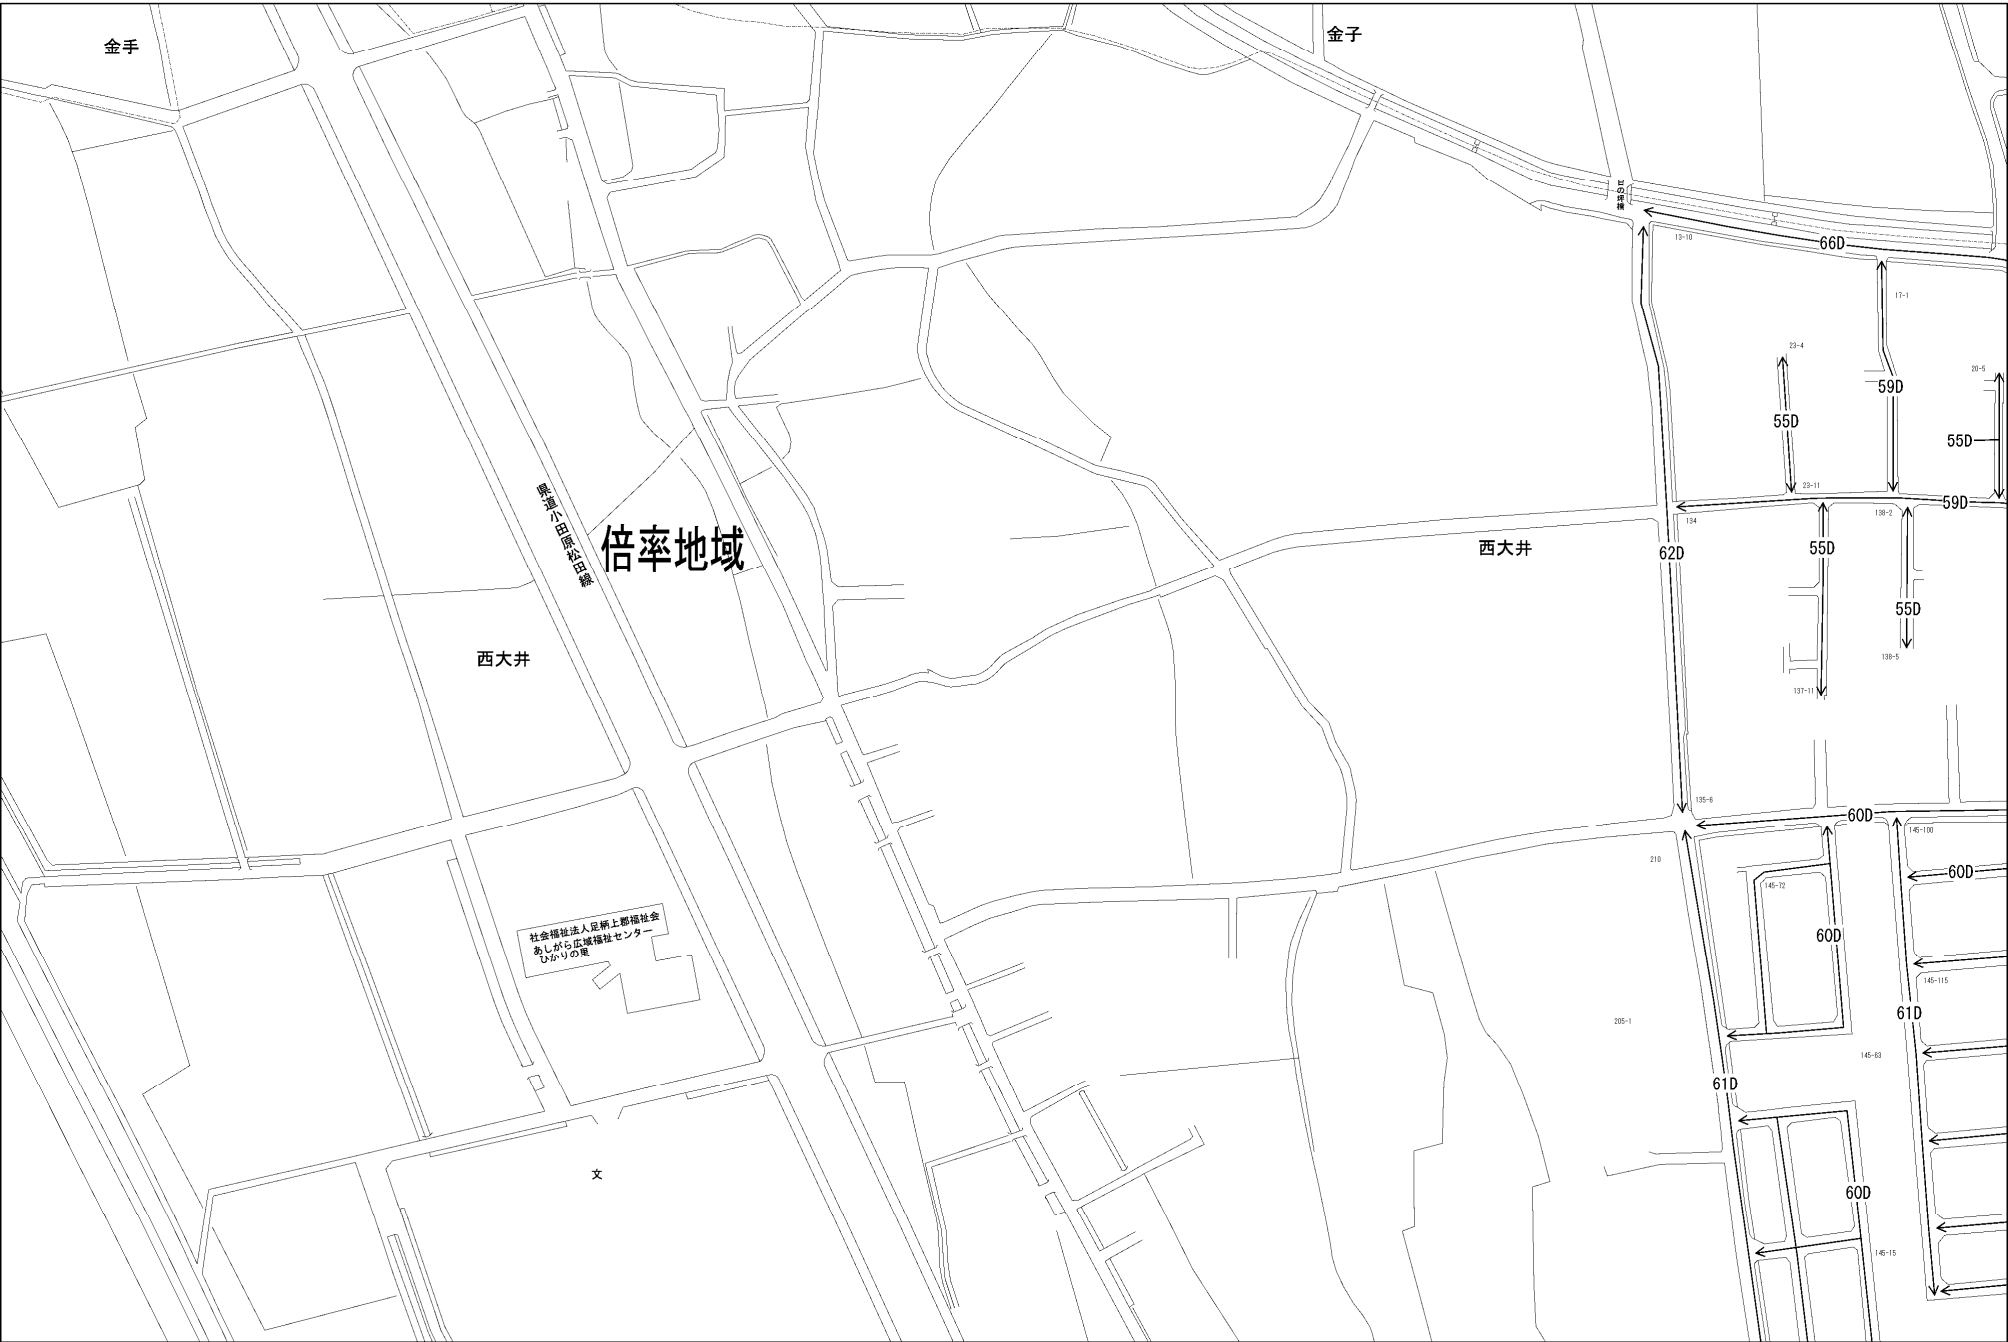 金手
金子
三の坪橋
66D
13-10
17-1
23-4
20-5
59D
55D
55D
23-11
59D
138-2
134
県道小田原松田線
倍率地域
西大井
62D
55D
55D
138-5
137-11
西大井
135-6
60D
145-100
210
60D
145-72
社会福祉法人足柄上郡福祉会
あしがら広域福祉センター
ひかりの里
60D
145-115
61D
205-1
145-63
61D
文
60D
145-15